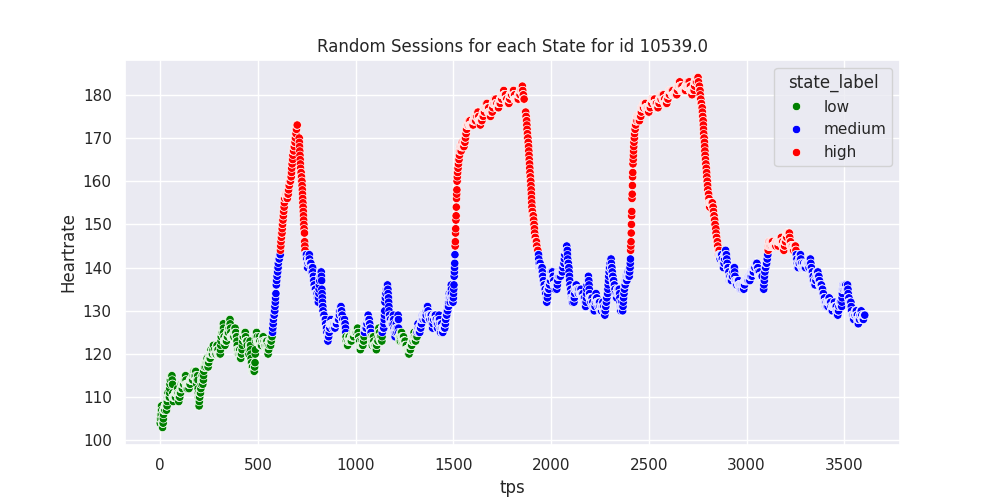 Random Sessions for each State for id 10539.0
state_label
low
medium
high
Heartrate
180
170
160
150
140
130
120
110
100
0 500 1000 1500 2000 2500 3000 3500
tps